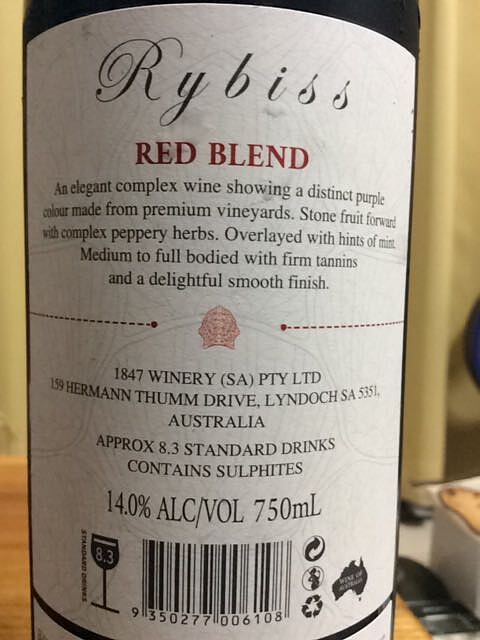 Rybiss
RED BLEND
An elegant complex wine showing a distinct purple
colour made from premium vineyards. Stone fruit forward
with complex peppery herbs. Overlayed with hints of mint.
Medium to full bodied with firm tannins
and a delightful smooth finish.
1847 WINERY (SA) PTY LTD
159 HERMANN THUMM DRIVE, LYNDOCH SA 5351,
AUSTRALIA
APPROX 8.3 STANDARD DRINKS
CONTAINS SULPHITES
14.0% ALC/VOL 750mL
STANDARD DRINKS
8.3
9 350277 006108
WINE OF
AUSTRALIA